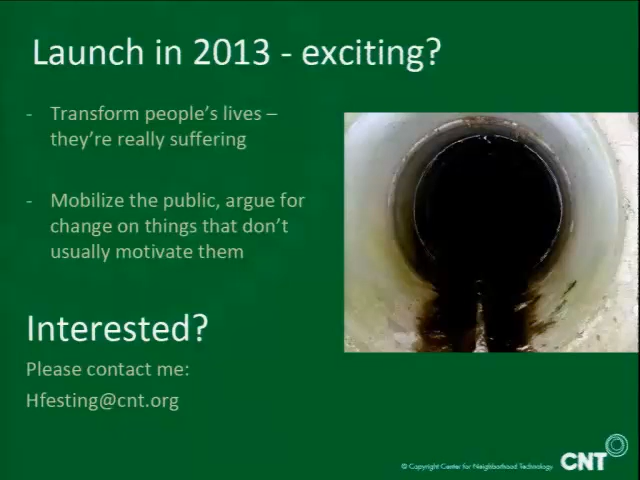 Launch in 2013 - exciting?
- Transform people's lives –
they're really suffering
- Mobilize the public, argue for
change on things that don't
usually motivate them
Interested?
Please contact me:
Hfesting@cnt.org
© Copyright Center for Neighborhood Technology
CNT